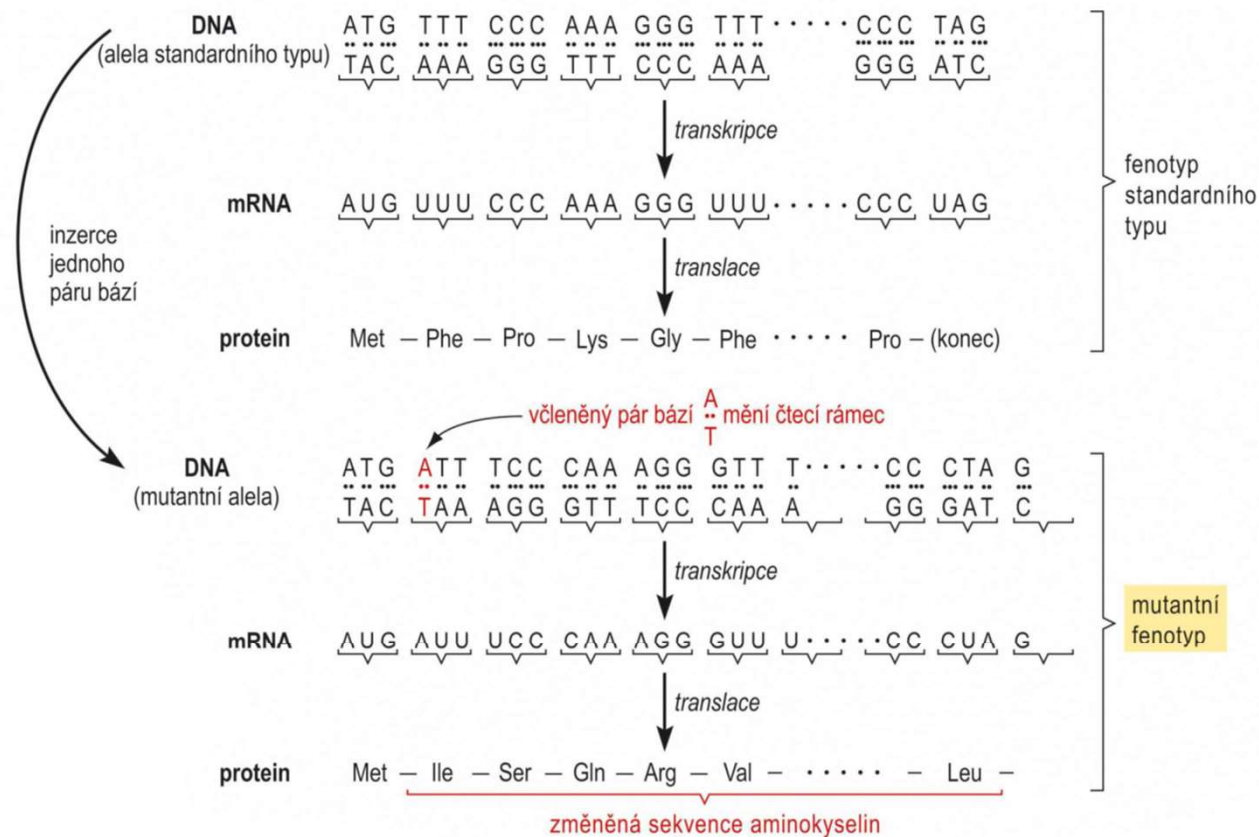 DNA
(alela standardního typu)
ATG TTT CCC AAA GGG TTT · · · · · CCC TAG
TAC AAA GGG TTT CCC AAA GGG ATC
transkripce
mRNA AUG UUU CCC AAA GGG UUU · · · · · CCC UAG
translace
protein Met – Phe – Pro – Lys – Gly – Phe · · · · · Pro – (konec)
fenotyp
standardního
typu
inzerce
jednoho
páru bází
včleněný pár bází A T mění čtecí rámec
DNA
(mutantní alela)
ATG ATT TCC CAA AGG GTT T · · · · · CC CTA G
TAC TAA AGG GTT TCC CAA A GG GAT C
transkripce
mRNA AUG AUU UCC CAA AGG GUU U · · · · · CC CUA G
translace
protein Met – Ile – Ser – Gln – Arg – Val – · · · · · – Leu –
změněná sekvence aminokyselin
mutantní
fenotyp